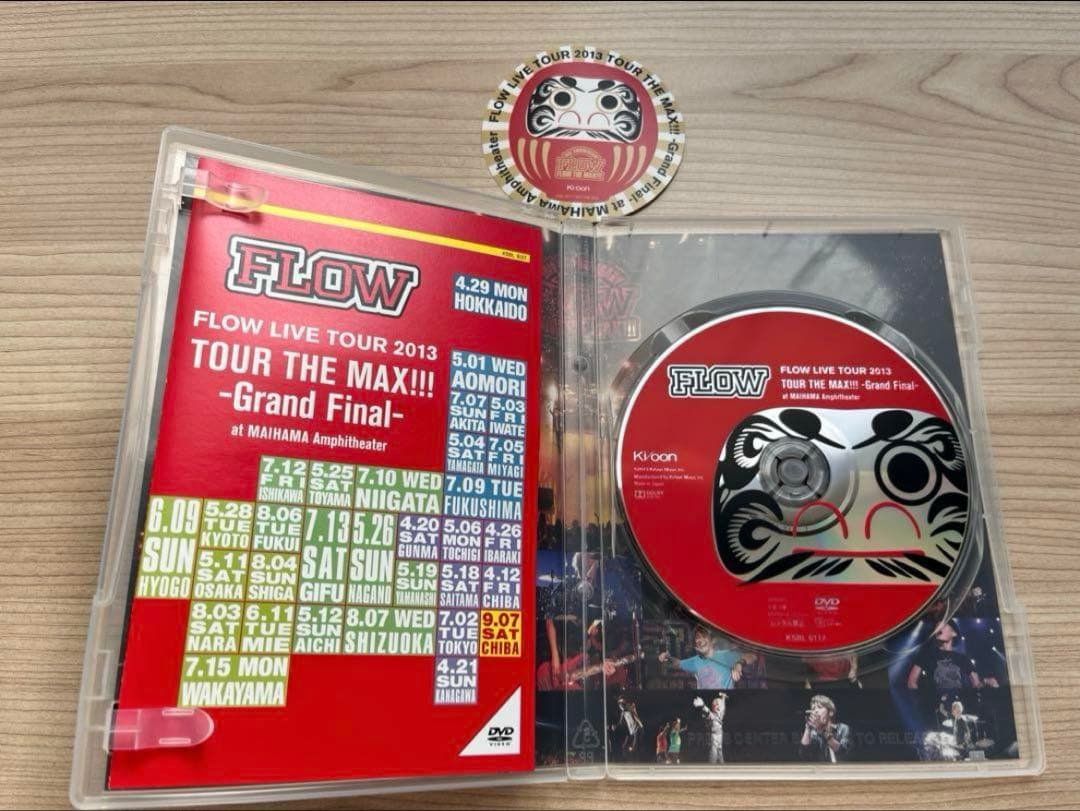 FLOW LIVE TOUR 2013 TOUR THE MAX!!! -Grand Final- at MAIHAMA Amphitheater
FLOW
Ki/oon
KSBL 6117
FLOW
FLOW LIVE TOUR 2013
TOUR THE MAX!!!
-Grand Final-
at MAIHAMA Amphitheater
4.29 MON
HOKKAIDO
5.01 WED
AOMORI
7.07 SUN AKITA
5.03 FRI IWATE
5.04 SAT YAMAGATA
7.05 FRI MIYAGI
7.09 TUE
FUKUSHIMA
7.12 FRI ISHIKAWA
5.25 SAT TOYAMA
7.10 WED
NIIGATA
6.09 SUN HYOGO
5.28 TUE KYOTO
8.06 TUE FUKUI
7.13 SAT GIFU
5.26 SUN NAGANO
4.20 SAT GUNMA
5.06 MON TOCHIGI
4.26 FRI IBARAKI
5.11 SAT OSAKA
8.04 SUN SHIGA
5.19 SUN YAMANASHI
5.18 SAT SAITAMA
4.12 FRI CHIBA
8.03 SAT NARA
6.11 TUE MIE
5.12 SUN AICHI
8.07 WED
SHIZUOKA
7.02 TUE TOKYO
9.07 SAT CHIBA
7.15 MON
WAKAYAMA
4.21 SUN KANAGAWA
DVD
VIDEO
FLOW
FLOW LIVE TOUR 2013
TOUR THE MAX!!! -Grand Final-
at MAIHAMA Amphitheater
Ki/oon
DOLBY
DVD
KSBL 6117